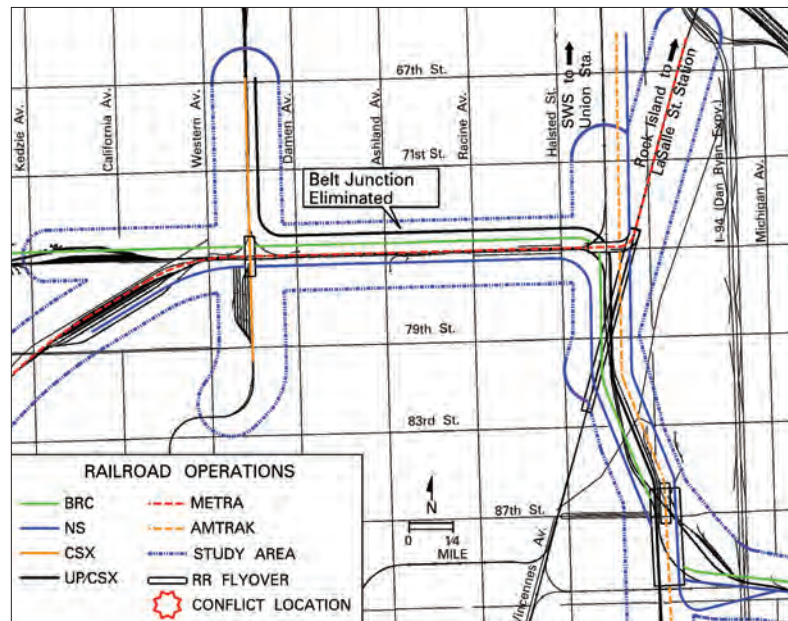 67th St.
SWS to
Union Sta.
Rock Island to
LaSalle St. Station
Kedzie Av.
California Av.
Western Av.
Damen Av.
Ashland Av.
Racine Av.
Halsted St.
71st St.
I-94 (Dan Ryan Expy.)
Michigan Av.
Belt Junction
Eliminated
79th St.
83rd St.
87th St.
Vincennes Av.
N
0 1/4
MILE
RAILROAD OPERATIONS
BRC
NS
CSX
UP/CSX
METRA
AMTRAK
STUDY AREA
RR FLYOVER
CONFLICT LOCATION